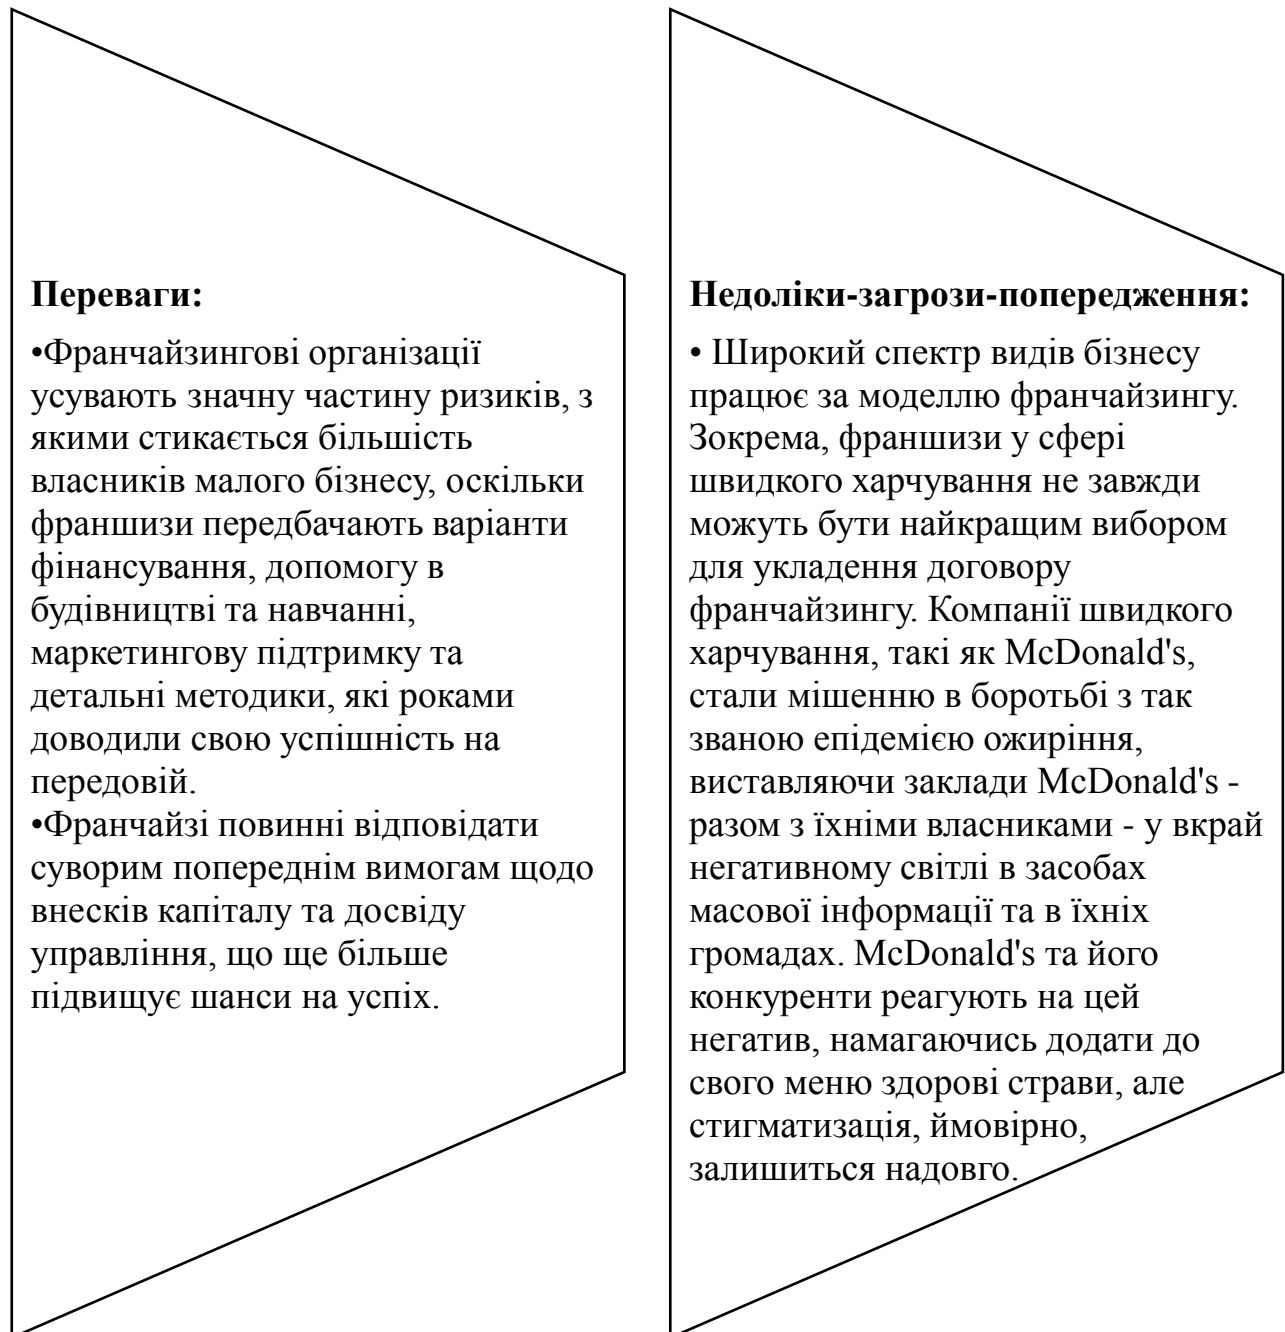 Переваги:
•Франчайзингові організації
усувають значну частину ризиків, з
якими стикається більшість
власників малого бізнесу, оскільки
франшизи передбачають варіанти
фінансування, допомогу в
будівництві та навчанні,
маркетингову підтримку та
детальні методики, які роками
доводили свою успішність на
передовій.
•Франчайзі повинні відповідати
суворим попереднім вимогам щодо
внесків капіталу та досвіду
управління, що ще більше
підвищує шанси на успіх.
Недоліки-загрози-попередження:
• Широкий спектр видів бізнесу
працює за моделлю франчайзингу.
Зокрема, франшизи у сфері
швидкого харчування не завжди
можуть бути найкращим вибором
для укладення договору
франчайзингу. Компанії швидкого
харчування, такі як McDonald's,
стали мішенню в боротьбі з так
званою епідемією ожиріння,
виставляючи заклади McDonald's -
разом з їхніми власниками - у вкрай
негативному світлі в засобах
масової інформації та в їхніх
громадах. McDonald's та його
конкуренти реагують на цей
негатив, намагаючись додати до
свого меню здорові страви, але
стигматизація, ймовірно,
залишиться надовго.